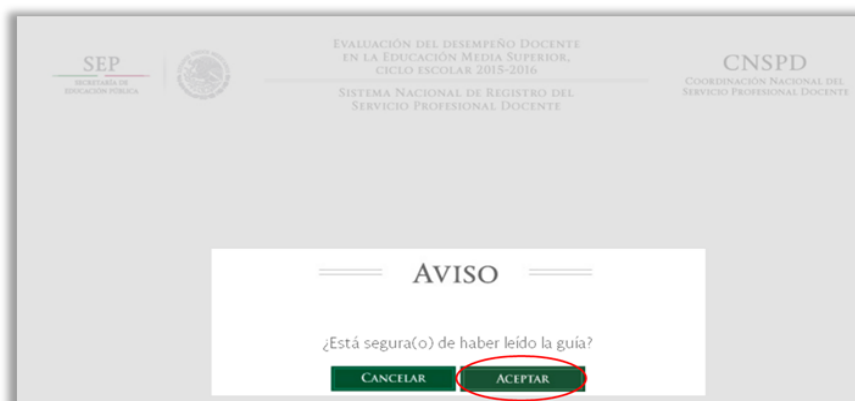 SEP
SECRETARÍA DE
EDUCACIÓN PÚBLICA
EVALUACIÓN DEL DESEMPEÑO DOCENTE
EN LA EDUCACIÓN MEDIA SUPERIOR,
CICLO ESCOLAR 2015-2016
SISTEMA NACIONAL DE REGISTRO DEL
SERVICIO PROFESIONAL DOCENTE
CNSPD
COORDINACIÓN NACIONAL DEL
SERVICIO PROFESIONAL DOCENTE
AVISO
¿Está segura(o) de haber leído la guía?
CANCELAR
ACEPTAR